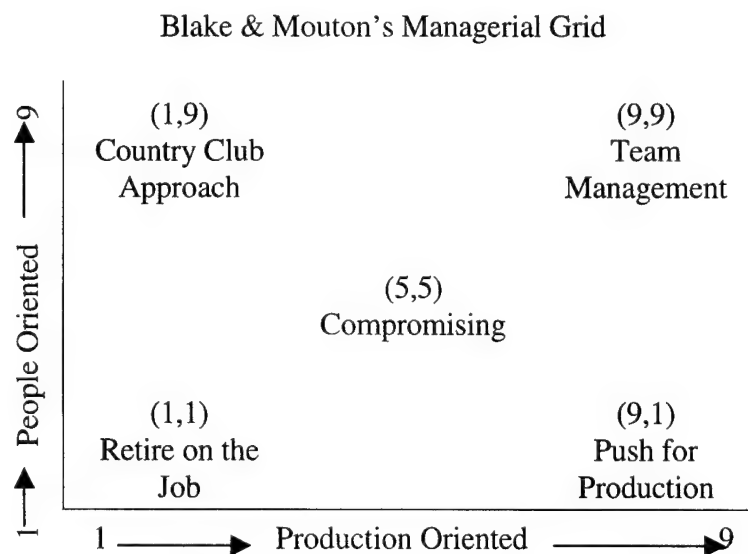 Blake & Mouton's Managerial Grid
(1,9)
Country Club
Approach
(9,9)
Team
Management
(5,5)
Compromising
(1,1)
Retire on the
Job
(9,1)
Push for
Production
9
People Oriented
1
1
Production Oriented
9